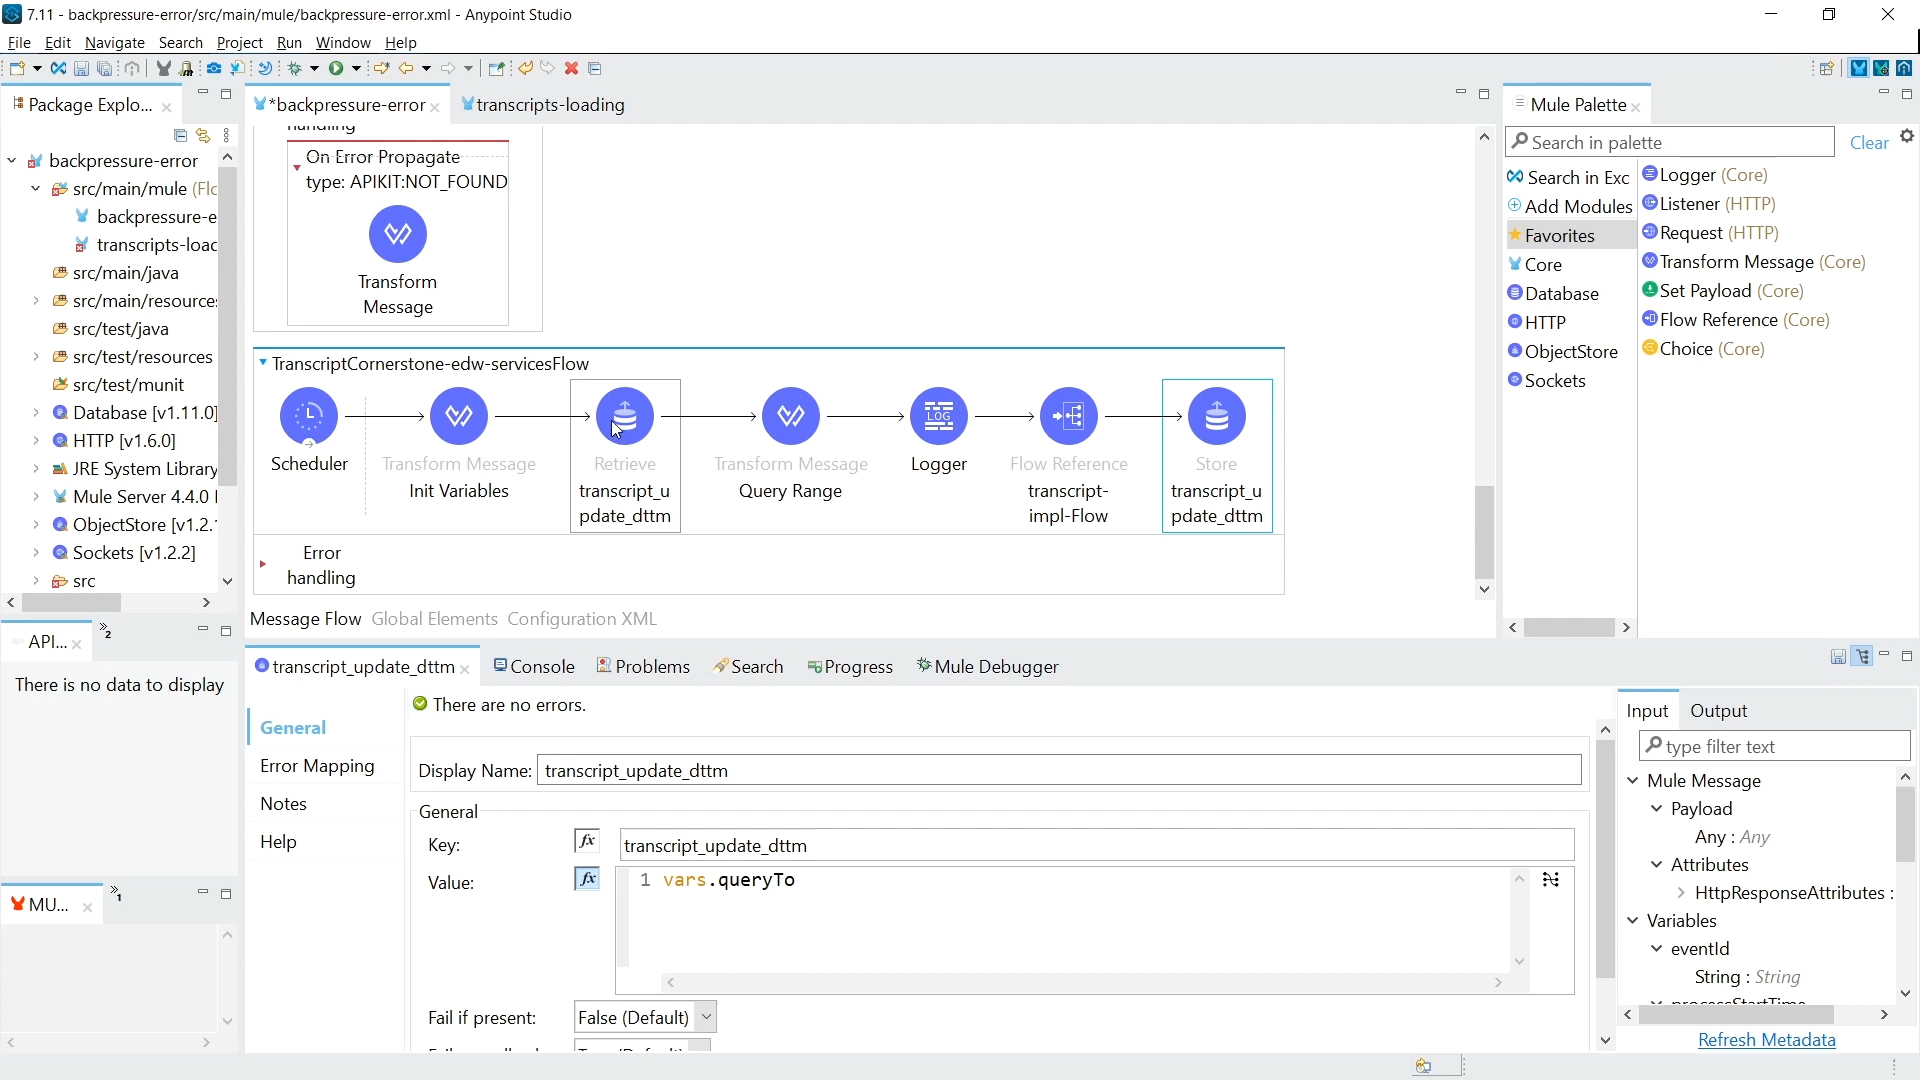 7.11 - backpressure-error/src/main/mule/backpressure-error.xml - Anypoint Studio
File Edit Navigate Search Project Run Window Help
Package Explo...
*backpressure-error
transcripts-loading
Mule Palette
backpressure-error
src/main/mule (Flo
backpressure-e
transcripts-loac
src/main/java
src/main/resource
src/test/java
src/test/resources
src/test/munit
Database [v1.11.0]
HTTP [v1.6.0]
JRE System Library
Mule Server 4.4.0
ObjectStore [v1.2.
Sockets [v1.2.2]
src
handling
On Error Propagate
type: APIKIT:NOT_FOUND
Transform
Message
TranscriptCornerstone-edw-servicesFlow
Scheduler
Transform Message
Init Variables
Retrieve
transcript_u
pdate_dttm
Transform Message
Query Range
LOG
Logger
Flow Reference
transcript-
impl-Flow
Store
transcript_u
pdate_dttm
Error
handling
Message Flow Global Elements Configuration XML
Search in palette
Clear
Search in Exc
Add Modules
Favorites
Core
Database
HTTP
ObjectStore
Sockets
Logger (Core)
Listener (HTTP)
Request (HTTP)
Transform Message (Core)
Set Payload (Core)
Flow Reference (Core)
Choice (Core)
API...
2
There is no data to display
MU...
1
transcript_update_dttm
Console
Problems
Search
Progress
Mule Debugger
General
Error Mapping
Notes
Help
There are no errors.
Display Name: transcript_update_dttm
General
Key: fx transcript_update_dttm
Value: fx 1 vars.queryTo
Fail if present: False (Default)
Input Output
type filter text
Mule Message
Payload
Any : Any
Attributes
HttpResponseAttributes :
Variables
eventId
String : String
processStartTime
Refresh Metadata